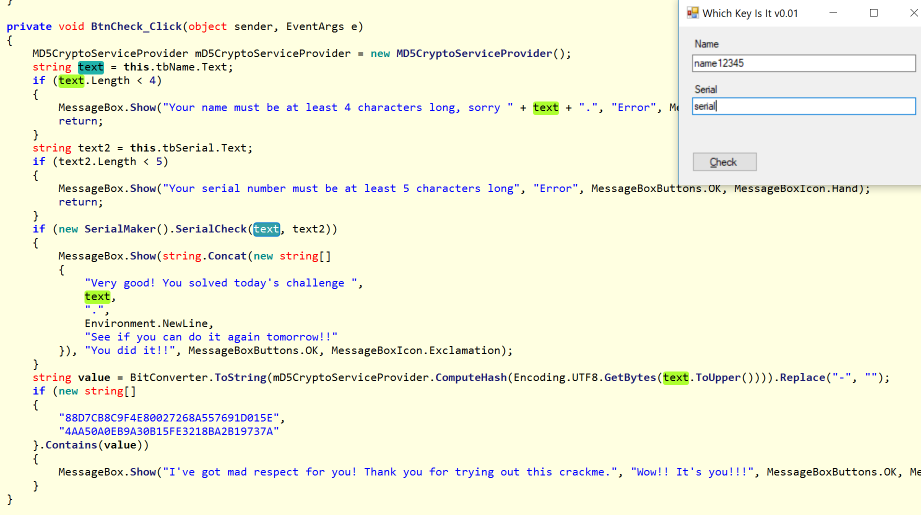 }
private void BtnCheck_Click(object sender, EventArgs e)
{
MD5CryptoServiceProvider mD5CryptoServiceProvider = new MD5CryptoServiceProvider();
string text = this.tbName.Text;
if (text.Length < 4)
{
MessageBox.Show("Your name must be at least 4 characters long, sorry " + text + ".", "Error",
return;
}
string text2 = this.tbSerial.Text;
if (text2.Length < 5)
{
MessageBox.Show("Your serial number must be at least 5 characters long", "Error", MessageBoxButtons.OK, MessageBoxIcon.Hand);
return;
}
if (new SerialMaker().SerialCheck(text, text2))
{
MessageBox.Show(string.Concat(new string[]
{
"Very good! You solved today's challenge ",
text,
".",
Environment.NewLine,
"See if you can do it again tomorrow!!"
}), "You did it!!", MessageBoxButtons.OK, MessageBoxIcon.Exclamation);
}
string value = BitConverter.ToString(mD5CryptoServiceProvider.ComputeHash(Encoding.UTF8.GetBytes(text.ToUpper()))).Replace("-", "");
if (new string[]
{
"88D7CB8C9F4E80027268A557691D015E",
"4AA50A0EB9A30B15FE3218BA2B19737A"
}.Contains(value))
{
MessageBox.Show("I've got mad respect for you! Thank you for trying out this crackme.", "Wow!! It's you!!!", MessageBoxButtons.OK,
}
}
Which Key Is It v0.01
Name
name12345
Serial
serial
Check